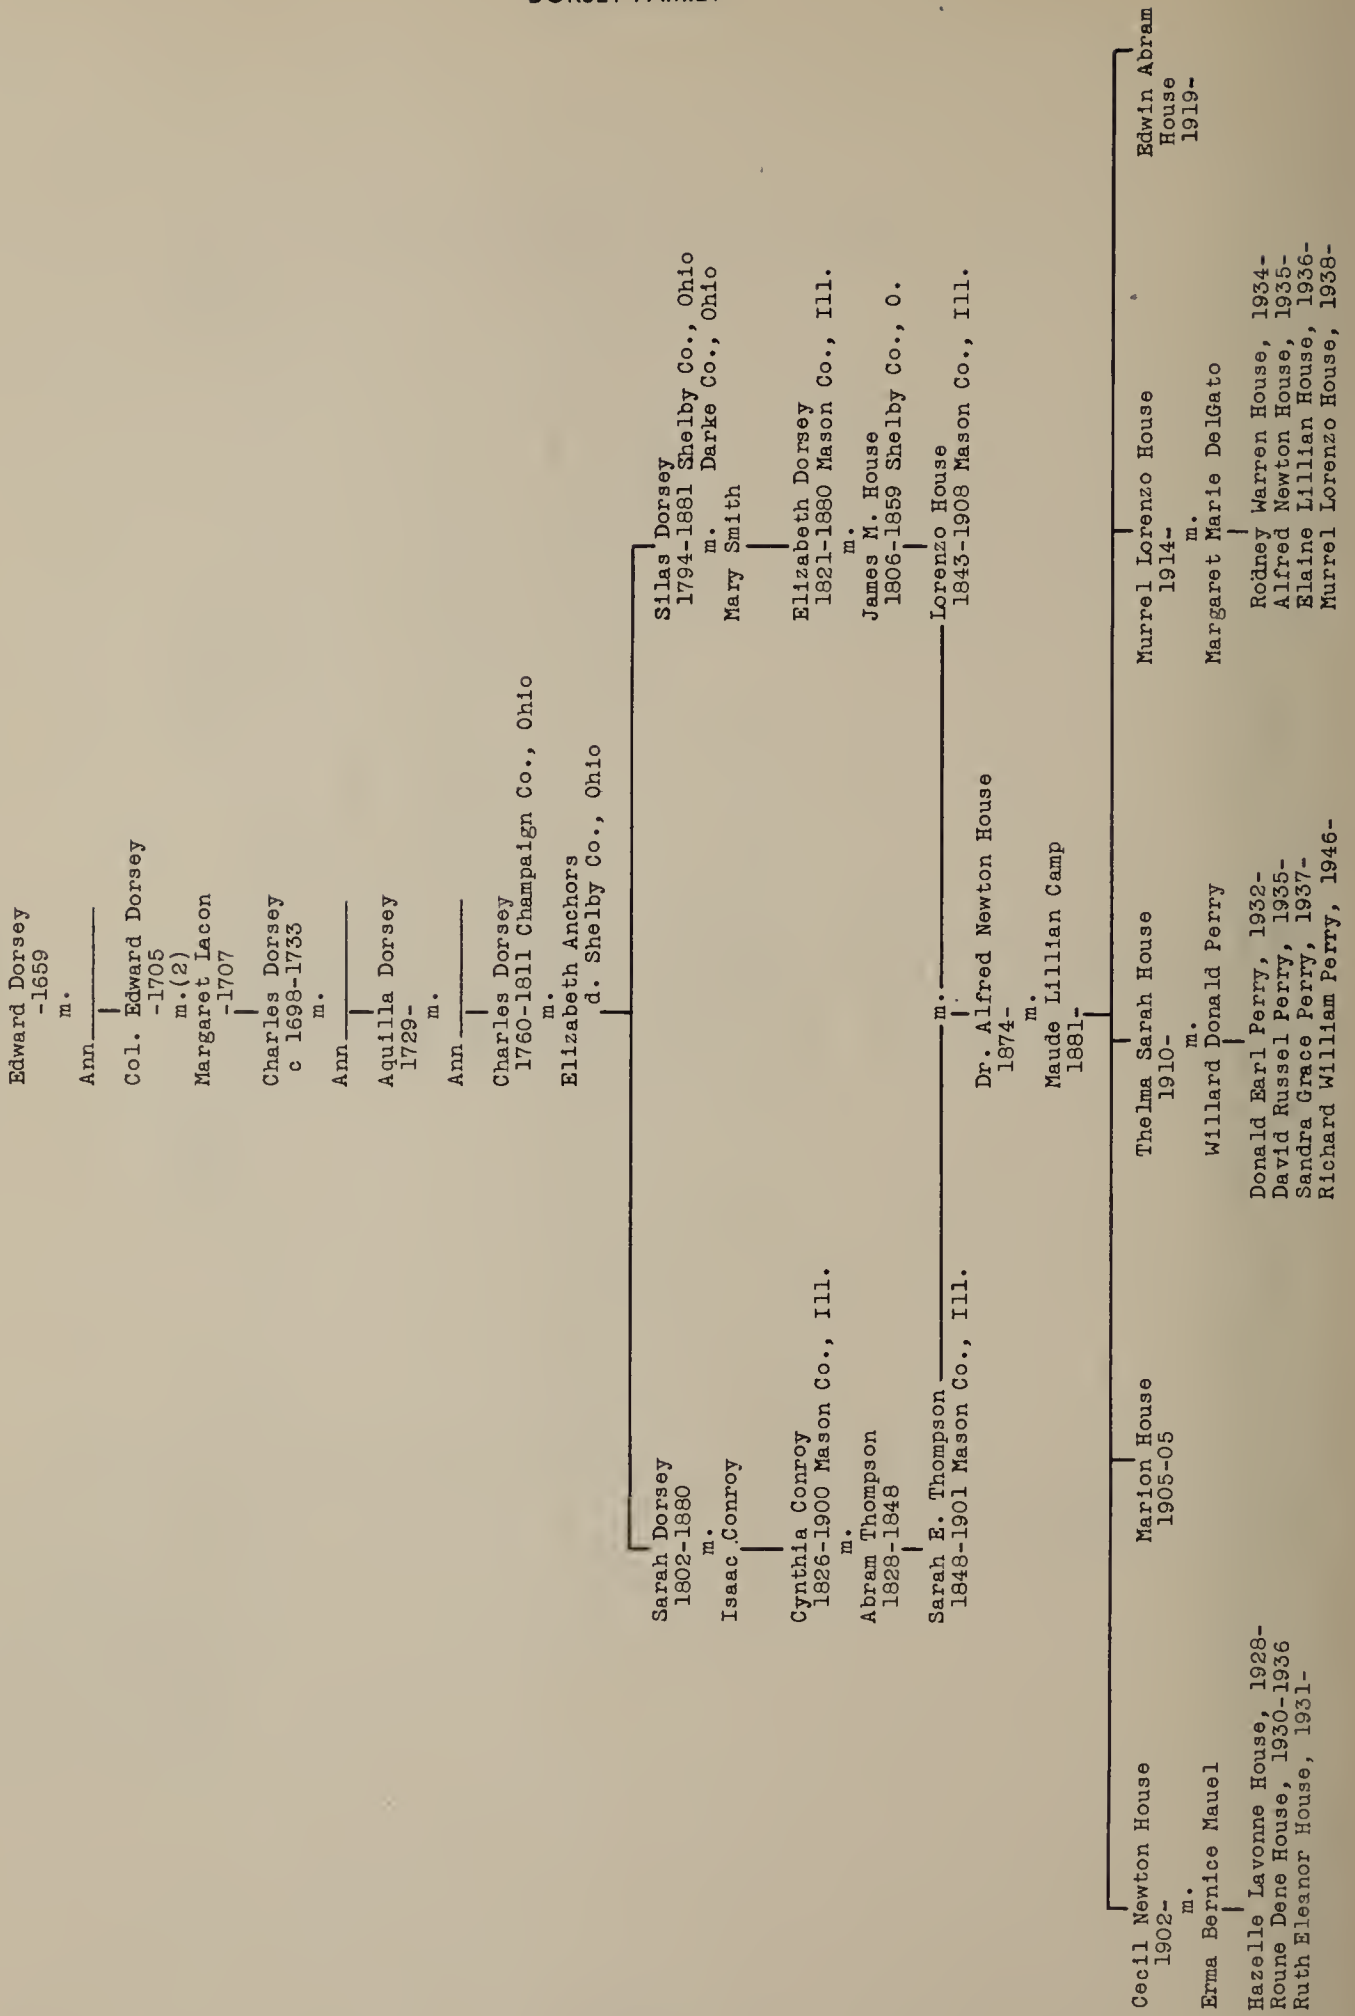 DORSEY FAMILY
Edward Dorsey
-1659
m.
Ann
Col. Edward Dorsey
-1705
m.(2)
Margaret Lacon
-1707
Charles Dorsey
c 1698-1733
m.
Ann
Aquilla Dorsey
1729-
m.
Ann
Charles Dorsey
1760-1811 Champaign Co., Ohio
m.
Elizabeth Anchors
d. Shelby Co., Ohio
Sarah Dorsey
1802-1880
m.
Isaac Conroy
Cynthia Conroy
1826-1900 Mason Co., Ill.
m.
Abram Thompson
1828-1848
Sarah E. Thompson
1848-1901 Mason Co., Ill.
m.
Silas Dorsey
1794-1881 Shelby Co., Ohio
m. Darke Co., Ohio
Mary Smith
Elizabeth Dorsey
1821-1880 Mason Co., Ill.
m.
James M. House
1806-1859 Shelby Co., O.
Lorenzo House
1843-1908 Mason Co., Ill.
Dr. Alfred Newton House
1874-
m.
Maude Lillian Camp
1881-
Cecil Newton House
1902-
m.
Erma Bernice Mauel
Hazelle Lavonne House, 1928-
Roune Dene House, 1930-1936
Ruth Eleanor House, 1931-
Marion House
1905-05
Thelma Sarah House
1910-
m.
Willard Donald Perry
Donald Earl Perry, 1932-
David Russel Perry, 1935-
Sandra Grace Perry, 1937-
Richard William Perry, 1946-
Murrel Lorenzo House
1914-
m.
Margaret Marie DelGato
Rodney Warren House, 1934-
Alfred Newton House, 1935-
Elaine Lillian House, 1936-
Murrel Lorenzo House, 1938-
Edwin Abram
House
1919-